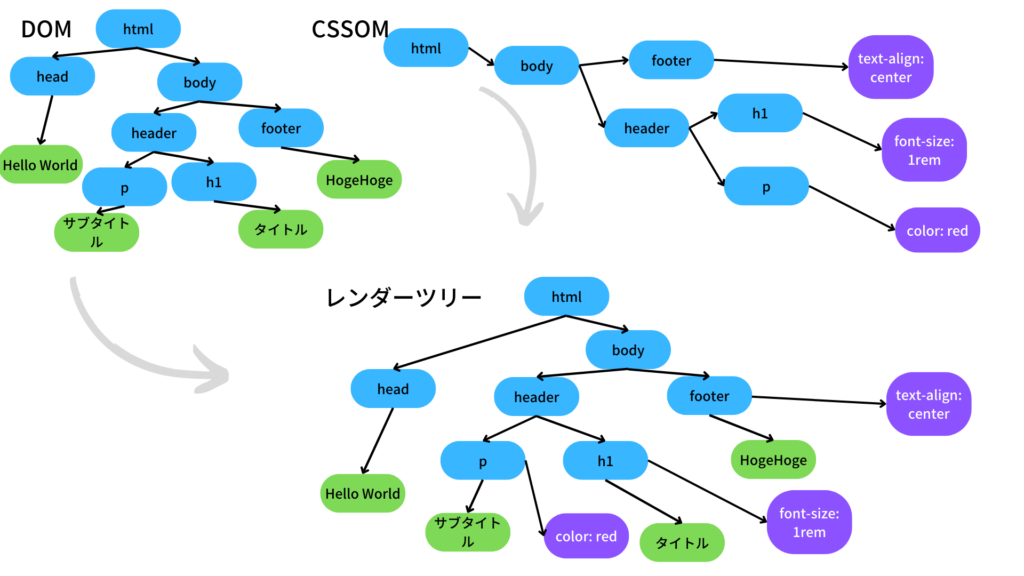 DOM
html
head
body
header
footer
Hello World
p
h1
HogeHoge
サブタイト
ル
タイトル
CSSOM
html
body
footer
text-align:
center
header
h1
font-size:
1rem
p
color: red
レンダーツリー
html
body
head
header
footer
text-align:
center
p
h1
HogeHoge
Hello World
サブタイト
ル
color: red
タイトル
font-size:
1rem